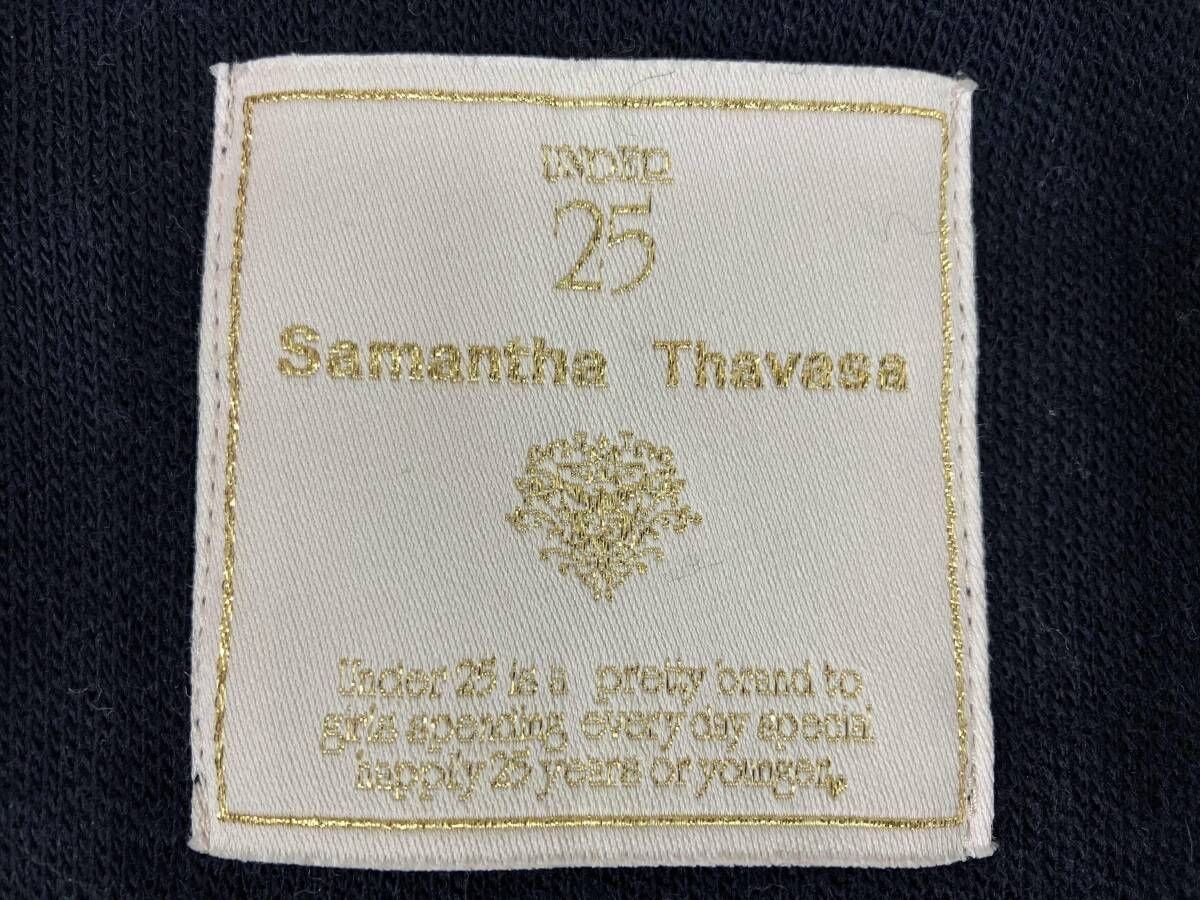 UNDER
25
Samantha Thavasa
Under 25 is a pretty brand to
girls spending every day special
happly 25 years or younger.